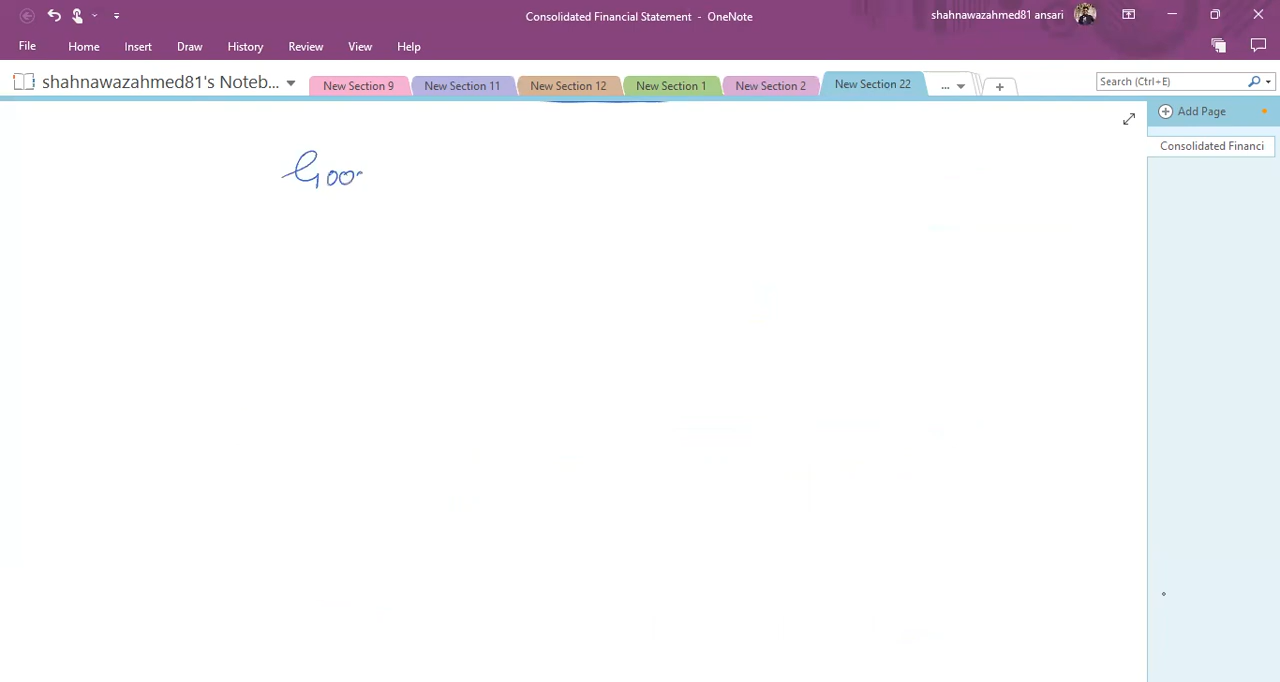 Consolidated Financial Statement - OneNote
shahnawazahmed81 ansari
File Home Insert Draw History Review View Help
shahnawazahmed81's Noteb... New Section 9 New Section 11 New Section 12 New Section 1 New Section 2 New Section 22 ... + Search (Ctrl+E)
+ Add Page
Consolidated Financi
Goo